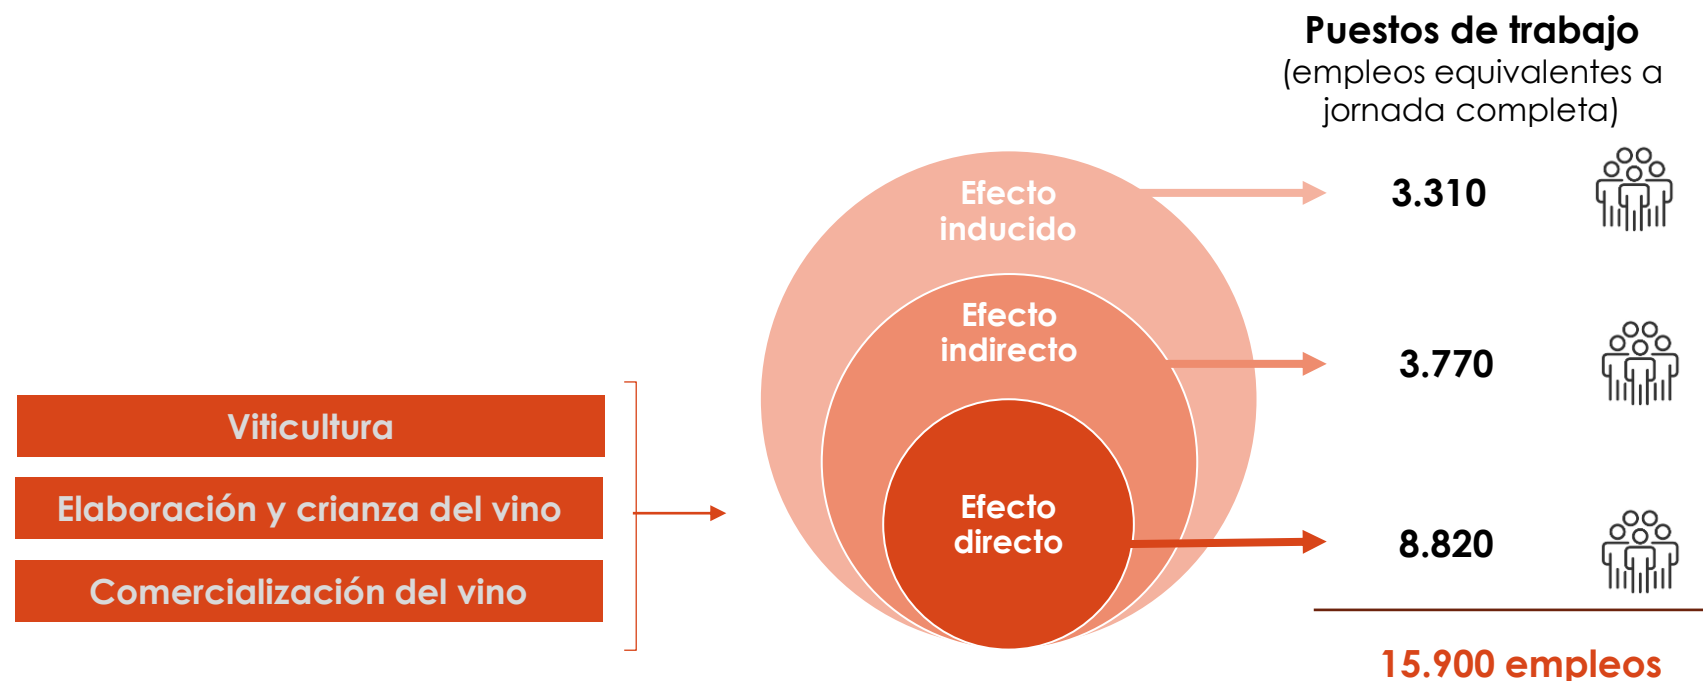 Puestos de trabajo
(empleos equivalentes a
jornada completa)
Efecto
inducido
3.310
Efecto
indirecto
3.770
Viticultura
Elaboración y crianza del vino
Comercialización del vino
Efecto
directo
8.820
15.900 empleos